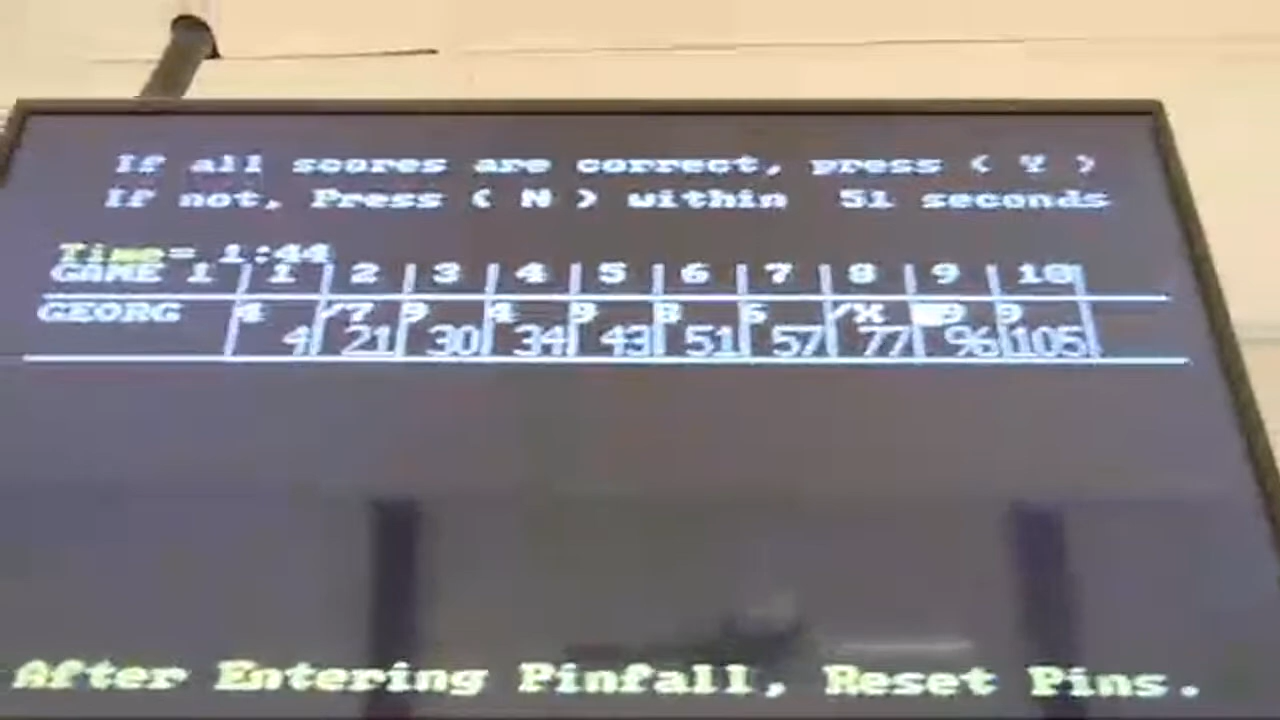 If all scores are correct, press ( Y )
If not, Press ( N ) within 51 seconds
Time= 1:44
GAME 1 1 2 3 4 5 6 7 8 9 10
GEORG 4 /7 9 4 9 8 6 /X 9 9
4 21 30 34 43 51 57 77 96 105
After Entering Pinfall, Reset Pins.